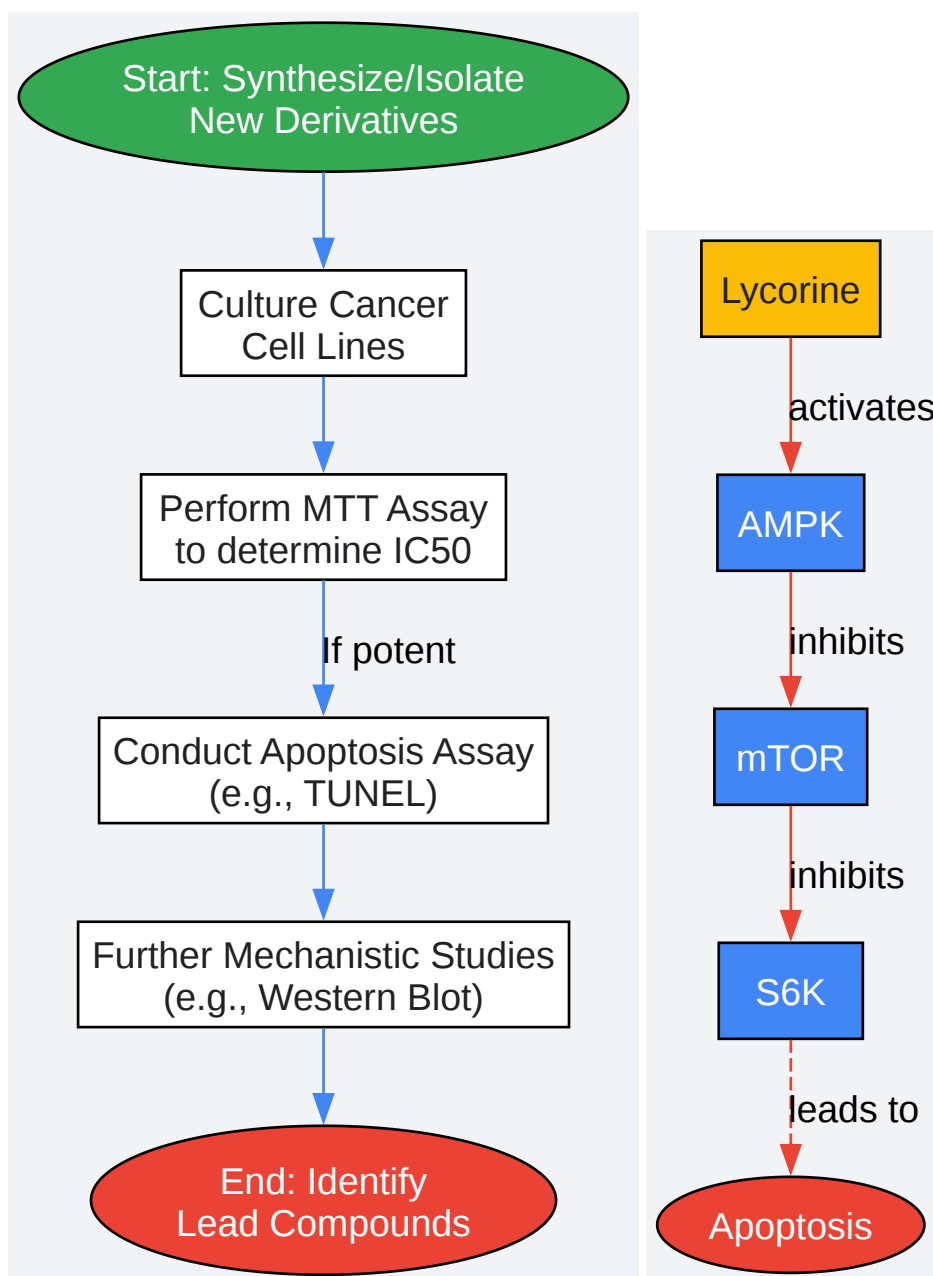 Start: Synthesize/Isolate
New Derivatives
Culture Cancer
Cell Lines
Perform MTT Assay
to determine IC50
If potent
Conduct Apoptosis Assay
(e.g., TUNEL)
Further Mechanistic Studies
(e.g., Western Blot)
End: Identify
Lead Compounds
Lycorine
activates
AMPK
inhibits
mTOR
inhibits
S6K
leads to
Apoptosis